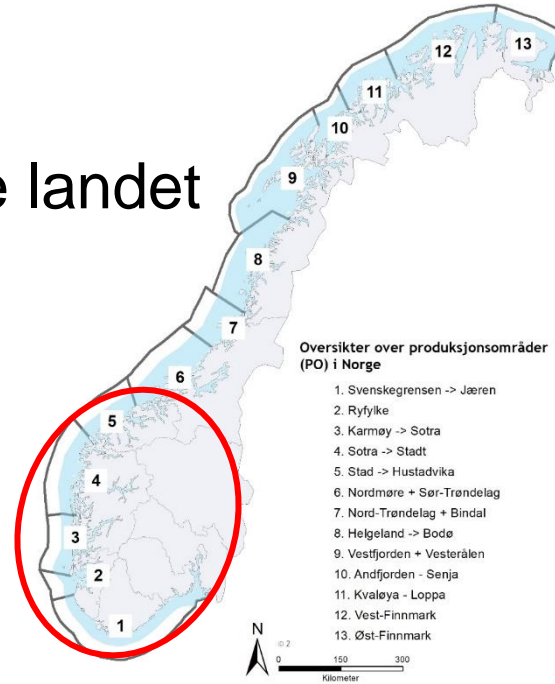 e landet
13
12
11
10
9
8
7
6
5
4
3
2
1
Oversikter over produksjonsområder
(PO) i Norge
1. Svenskegrensen -> Jæren
2. Ryfylke
3. Karmøy -> Sotra
4. Sotra -> Stadt
5. Stad -> Hustadvika
6. Nordmøre + Sør-Trøndelag
7. Nord-Trøndelag + Bindal
8. Helgeland -> Bodø
9. Vestfjorden + Vesterålen
10. Andfjorden - Senja
11. Kvaløya - Loppa
12. Vest-Finnmark
13. Øst-Finnmark
N
© 2
0 150 300
Kilometer